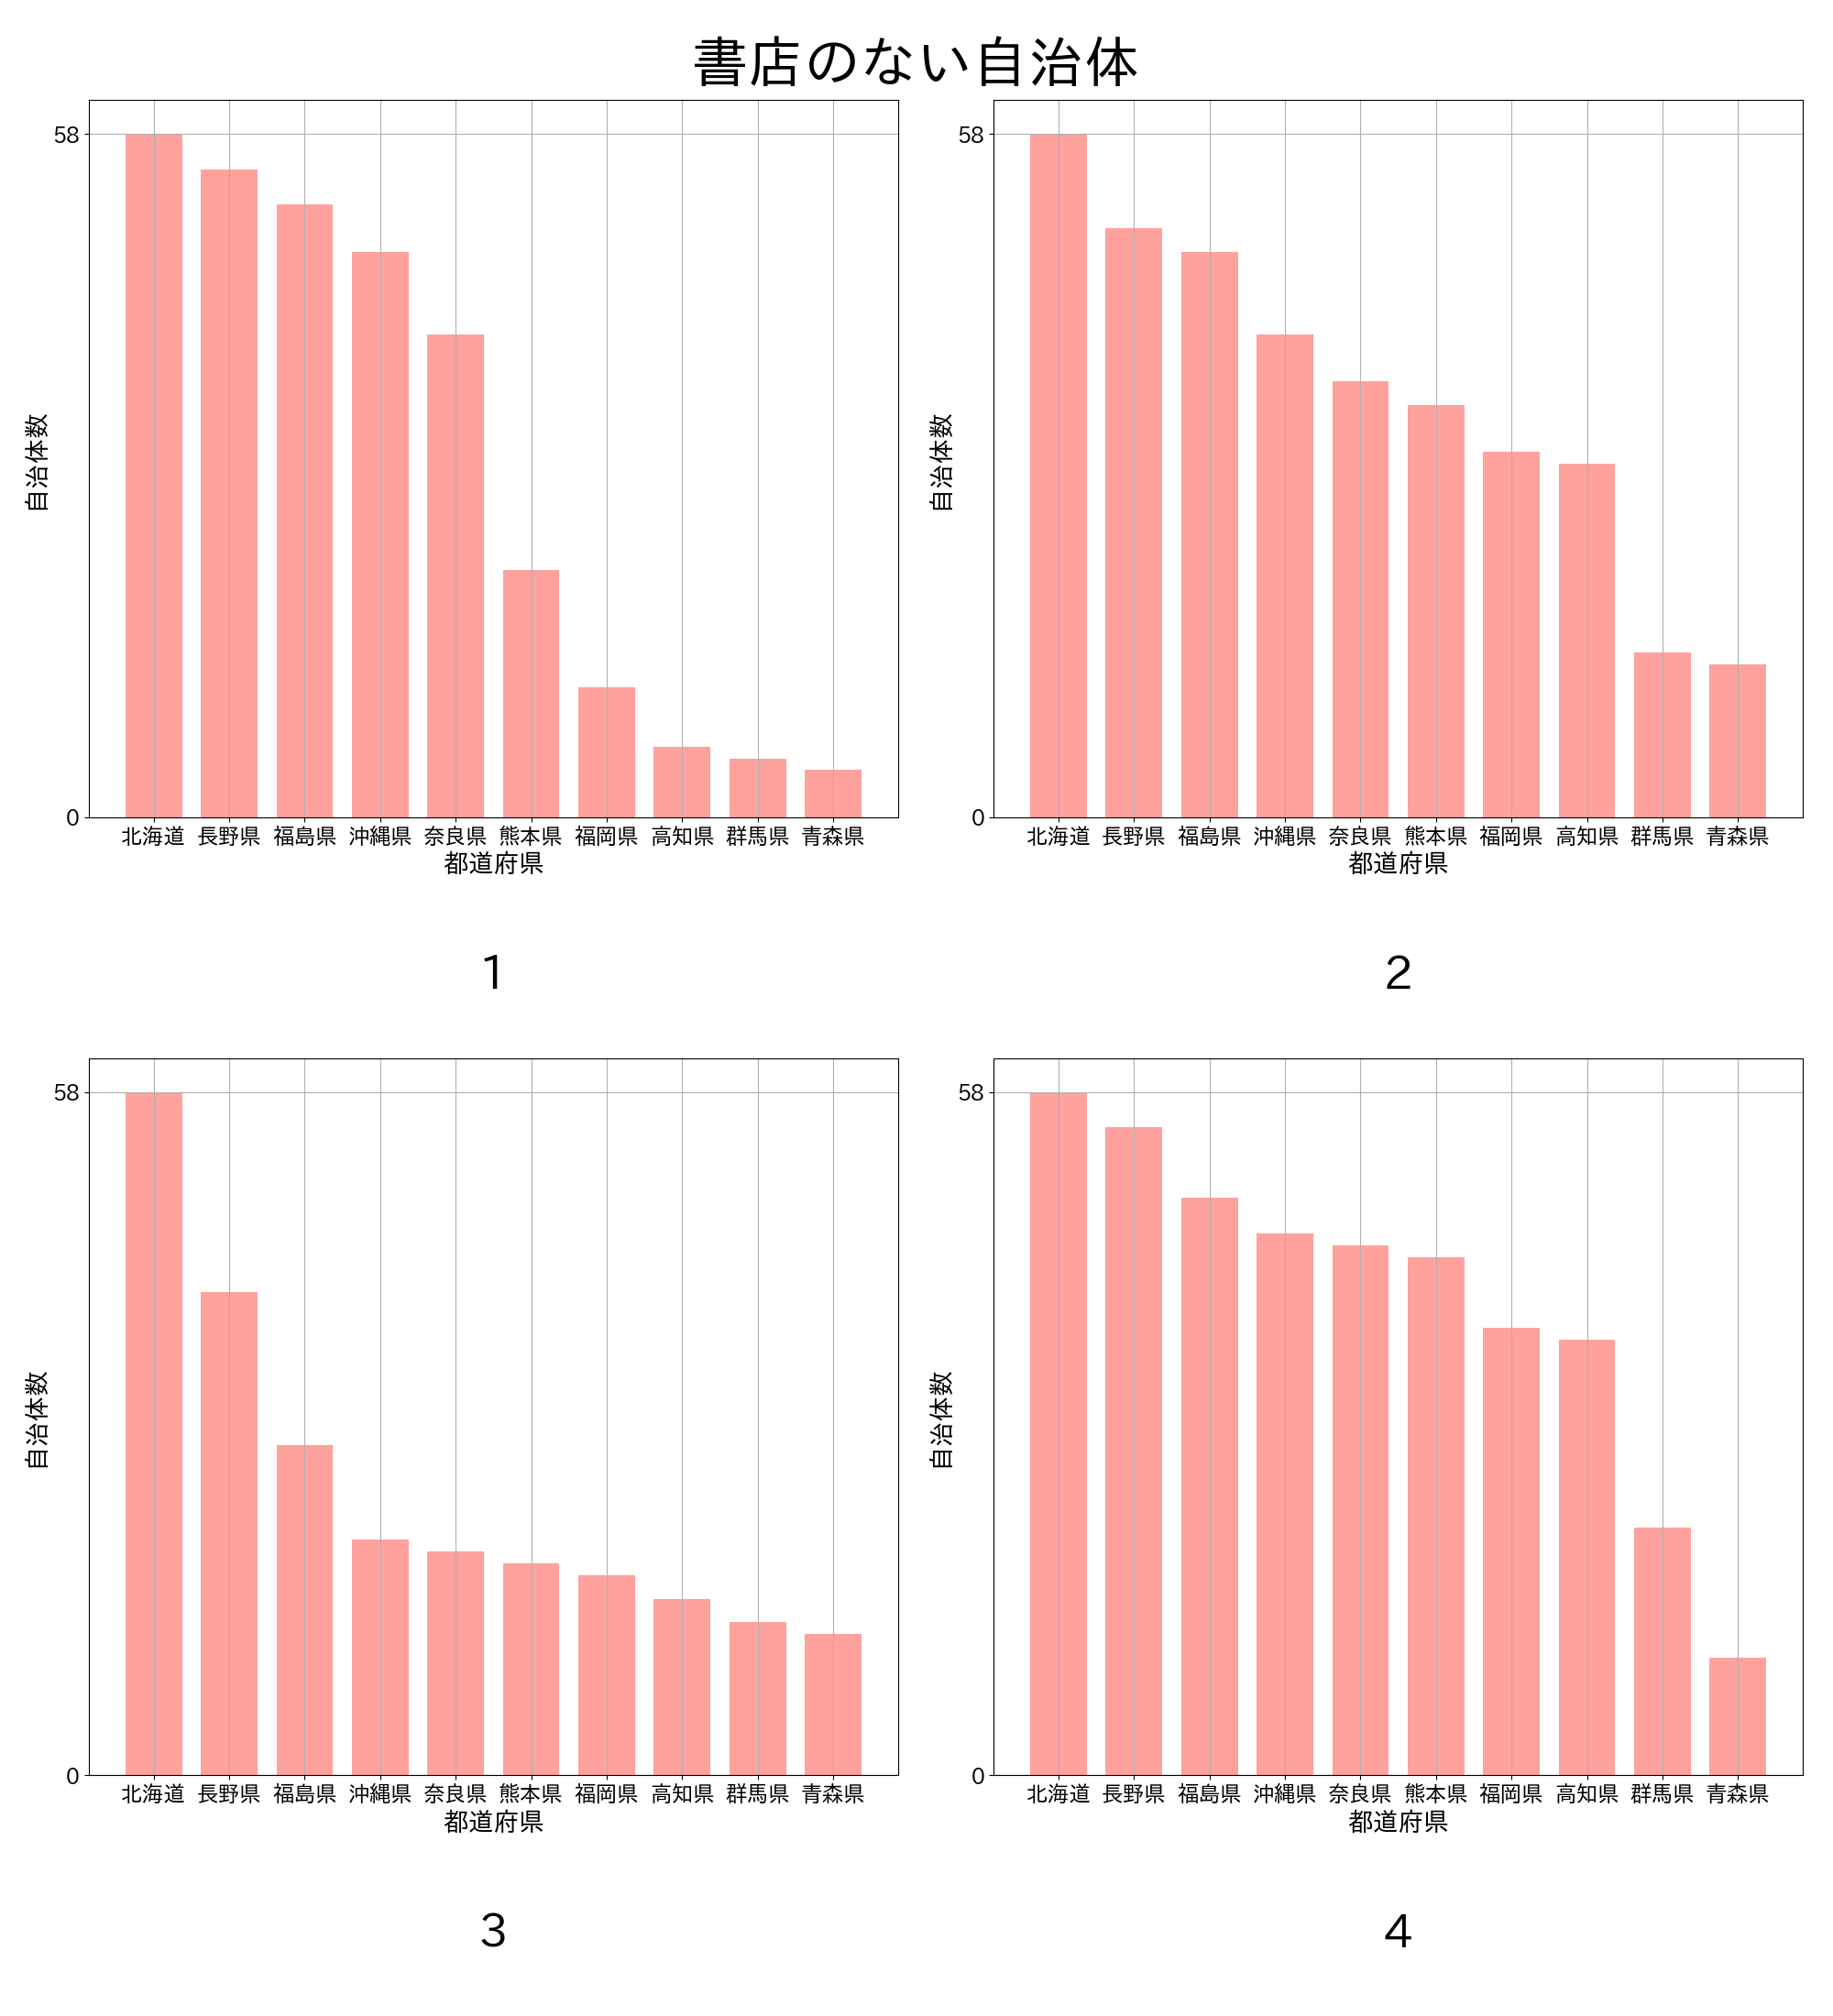 書店のない自治体
58
0
自治体数
北海道 長野県 福島県 沖縄県 奈良県 熊本県 福岡県 高知県 群馬県 青森県
都道府県
1
58
0
自治体数
北海道 長野県 福島県 沖縄県 奈良県 熊本県 福岡県 高知県 群馬県 青森県
都道府県
2
58
0
自治体数
北海道 長野県 福島県 沖縄県 奈良県 熊本県 福岡県 高知県 群馬県 青森県
都道府県
3
58
0
自治体数
北海道 長野県 福島県 沖縄県 奈良県 熊本県 福岡県 高知県 群馬県 青森県
都道府県
4